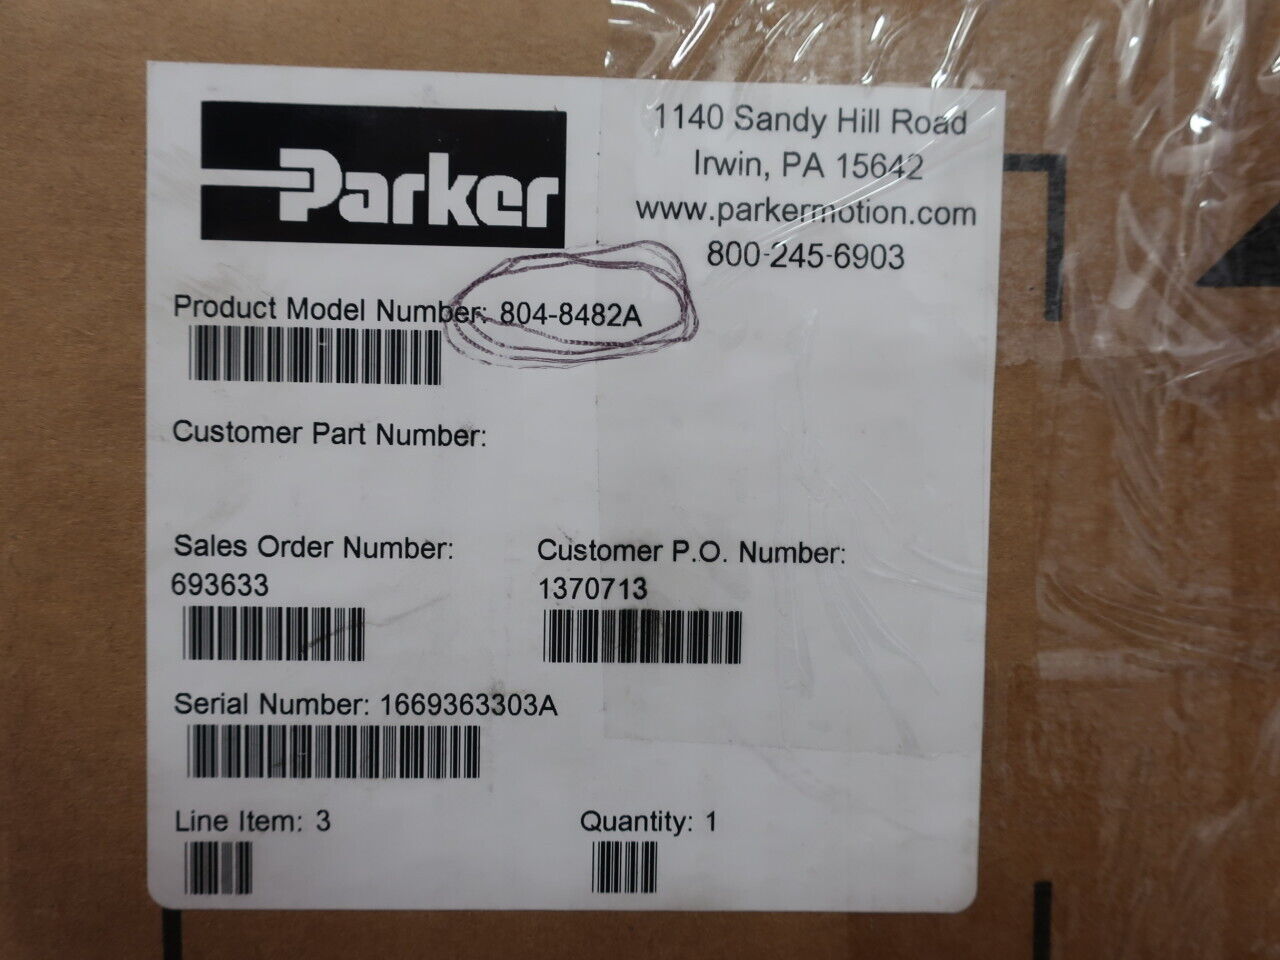 Parker
1140 Sandy Hill Road
Irwin, PA 15642
www.parkermotion.com
800-245-6903
Product Model Number: 804-8482A
Customer Part Number:
Sales Order Number:
693633
Customer P.O. Number:
1370713
Serial Number: 1669363303A
Line Item: 3
Quantity: 1